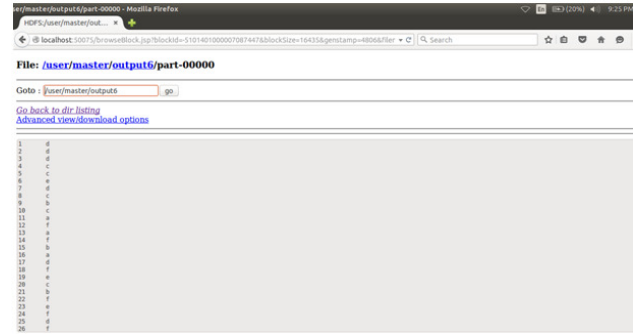 ser/master/output6/part-00000 - Mozilla Firefox
En (20%) 9:25 PM
HDFS:/user/master/out... × +
localhost:50075/browseBlock.jsp?blockId=-5101401000007087447&blockSize=16435&genstamp=4806&filer
Search
File: /user/master/output6/part-00000
Goto : /user/master/output6 go
Go back to dir listing
Advanced view/download options
1 d
2 d
3 d
4 c
5 c
6 e
7 d
8 c
9 b
10 c
11 a
12 f
13 a
14 f
15 b
16 a
17 d
18 f
19 e
20 c
21 b
22 f
23 e
24 f
25 d
26 f